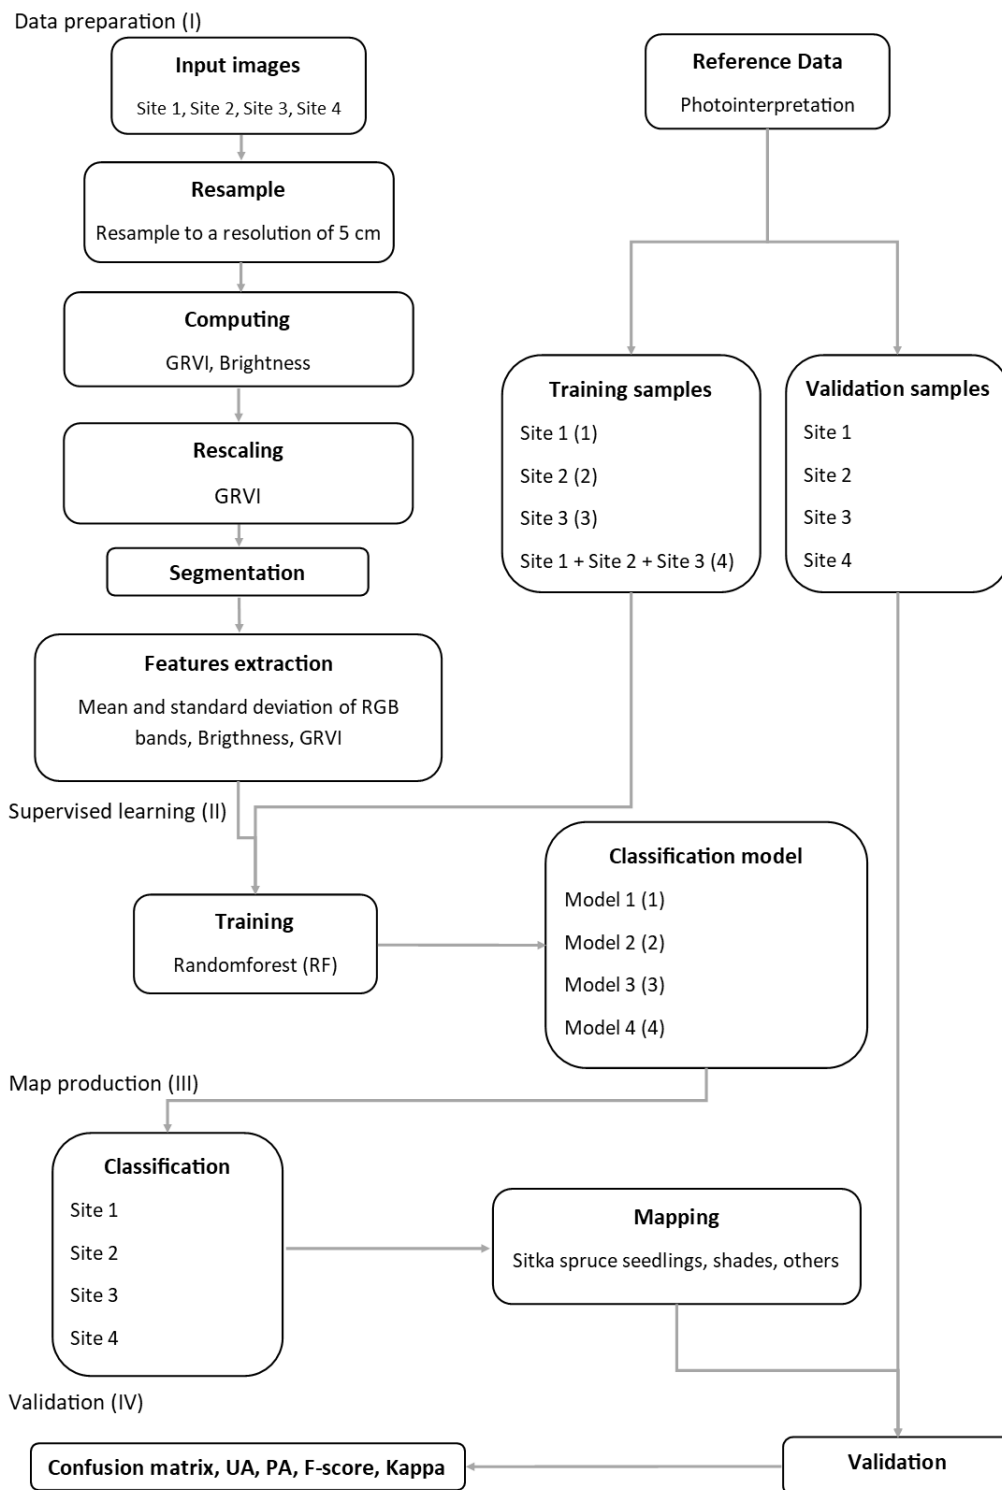 Data preparation (I)
Input images
Site 1, Site 2, Site 3, Site 4
Reference Data
Photointerpretation
Resample
Resample to a resolution of 5 cm
Computing
GRVI, Brightness
Rescaling
GRVI
Segmentation
Features extraction
Mean and standard deviation of RGB
bands, Brigthness, GRVI
Training samples
Site 1 (1)
Site 2 (2)
Site 3 (3)
Site 1 + Site 2 + Site 3 (4)
Validation samples
Site 1
Site 2
Site 3
Site 4
Supervised learning (II)
Training
Randomforest (RF)
Classification model
Model 1 (1)
Model 2 (2)
Model 3 (3)
Model 4 (4)
Map production (III)
Classification
Site 1
Site 2
Site 3
Site 4
Mapping
Sitka spruce seedlings, shades, others
Validation (IV)
Validation
Confusion matrix, UA, PA, F-score, Kappa